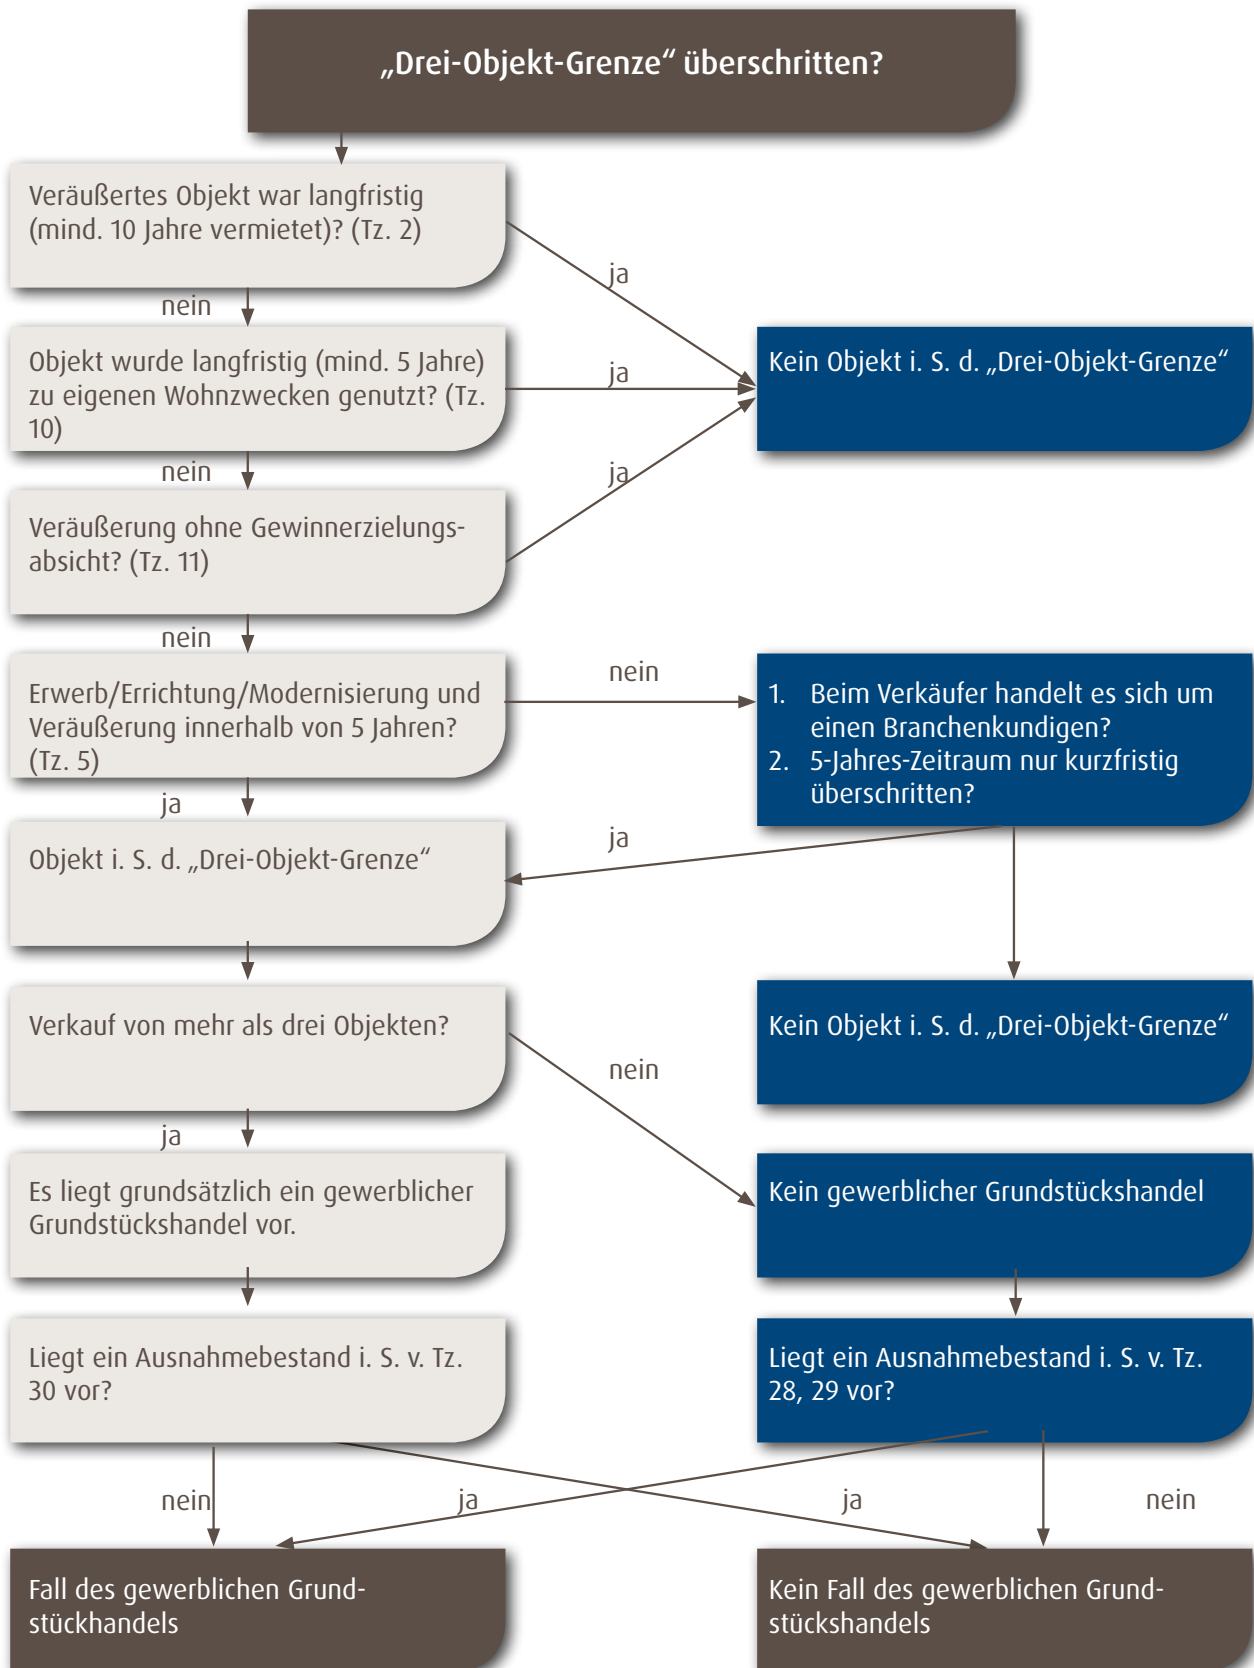 „Drei-Objekt-Grenze“ überschritten?
Veräußertes Objekt war langfristig
(mind. 10 Jahre vermietet)? (Tz. 2)
ja
nein
Objekt wurde langfristig (mind. 5 Jahre)
zu eigenen Wohnzwecken genutzt? (Tz.
10)
ja
Kein Objekt i. S. d. „Drei-Objekt-Grenze“
nein
ja
Veräußerung ohne Gewinnerzielungs-
absicht? (Tz. 11)
nein
Erwerb/Errichtung/Modernisierung und
Veräußerung innerhalb von 5 Jahren?
(Tz. 5)
nein
1. Beim Verkäufer handelt es sich um
einen Branchenkundigen?
2. 5-Jahres-Zeitraum nur kurzfristig
überschritten?
ja
ja
Objekt i. S. d. „Drei-Objekt-Grenze“
Verkauf von mehr als drei Objekten?
Kein Objekt i. S. d. „Drei-Objekt-Grenze“
nein
ja
Es liegt grundsätzlich ein gewerblicher
Grundstückshandel vor.
Kein gewerblicher Grundstückshandel
Liegt ein Ausnahmebestand i. S. v. Tz.
30 vor?
Liegt ein Ausnahmebestand i. S. v. Tz.
28, 29 vor?
nein
ja
ja
nein
Fall des gewerblichen Grund-
stückhandels
Kein Fall des gewerblichen Grund-
stückshandels